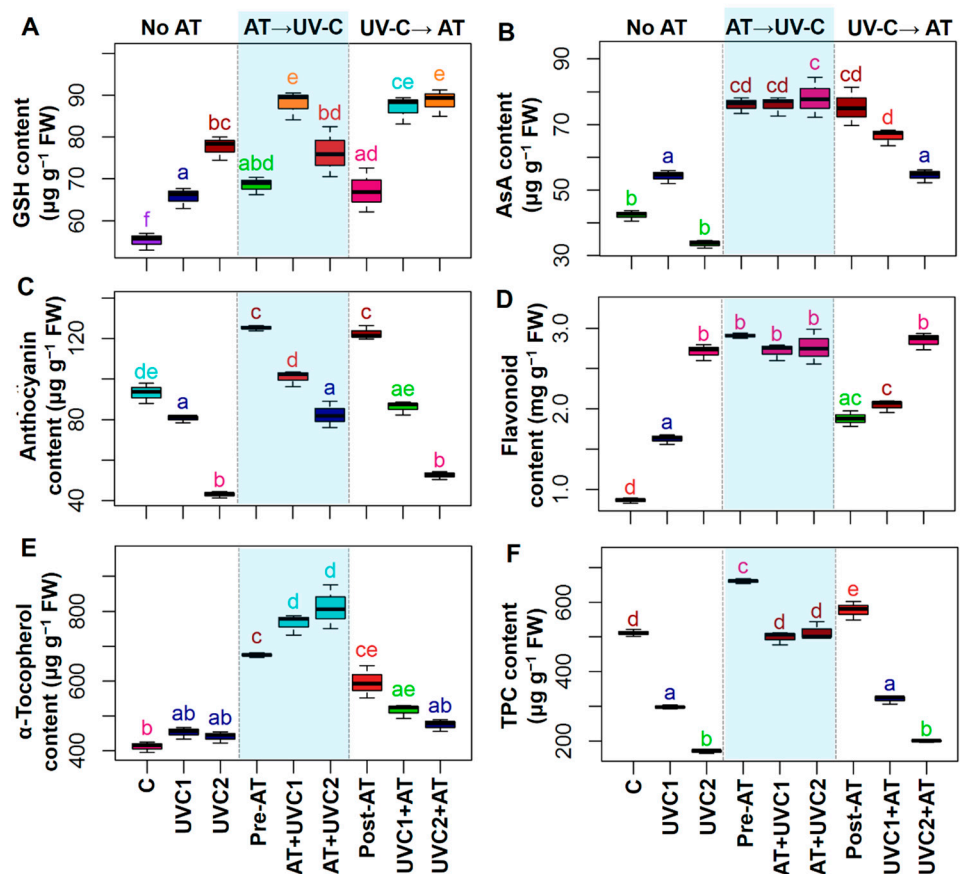 A
No AT
AT→UV-C
UV-C→ AT
GSH content
(µg g⁻¹ FW)
90
80
70
60
f
a
bc
abd
e
bd
ad
ce
e
B
No AT
AT→UV-C
UV-C→ AT
AsA content
(µg g⁻¹ FW)
90
70
50
30
b
a
b
cd
cd
c
cd
d
a
C
Anthocyanin
content (µg g⁻¹ FW)
120
80
40
de
a
b
c
d
a
c
ae
b
D
Flavonoid
content (mg g⁻¹ FW)
3.0
2.0
1.0
d
a
b
b
b
b
ac
c
b
E
α-Tocopherol
content (µg g⁻¹ FW)
800
600
400
b
ab
ab
c
d
d
ce
ae
ab
C
UVC1
UVC2
Pre-AT
AT+UVC1
AT+UVC2
Post-AT
UVC1+AT
UVC2+AT
F
TPC content
(µg g⁻¹ FW)
600
400
200
d
a
b
c
d
d
e
a
b
C
UVC1
UVC2
Pre-AT
AT+UVC1
AT+UVC2
Post-AT
UVC1+AT
UVC2+AT